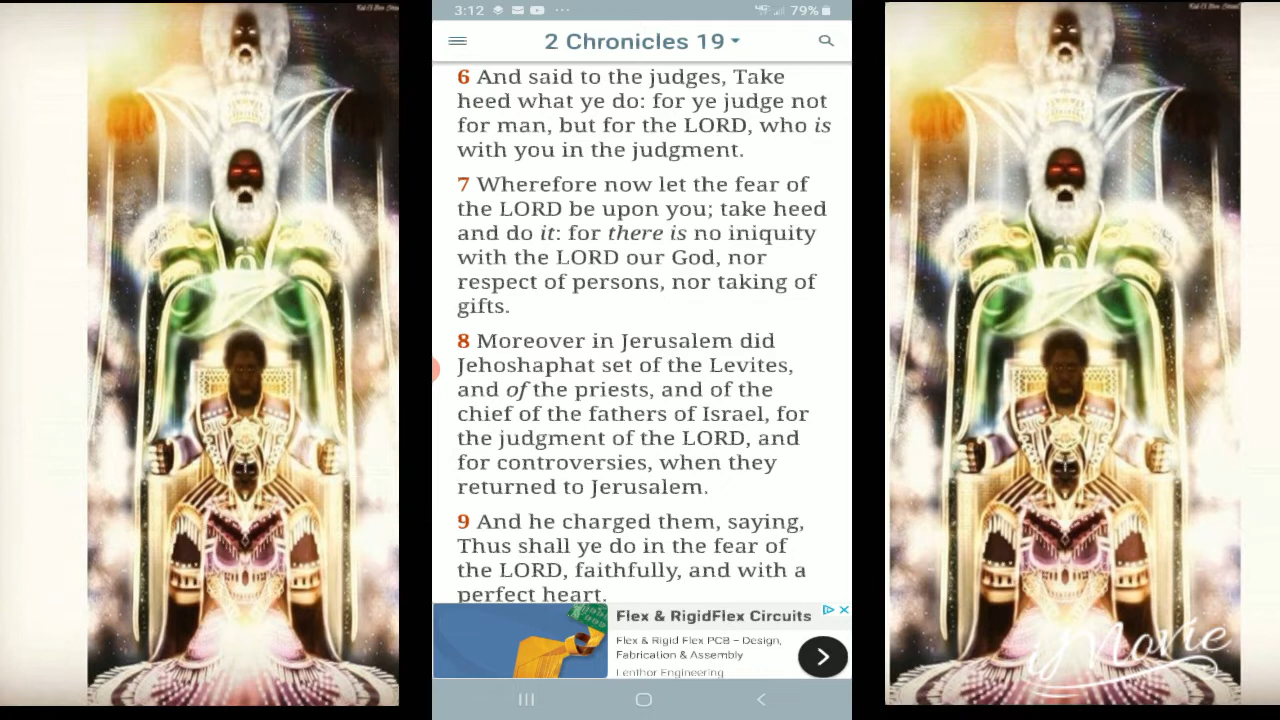 3:12
79%
2 Chronicles 19
6 And said to the judges, Take
heed what ye do: for ye judge not
for man, but for the LORD, who is
with you in the judgment.
7 Wherefore now let the fear of
the LORD be upon you; take heed
and do it: for there is no iniquity
with the LORD our God, nor
respect of persons, nor taking of
gifts.
8 Moreover in Jerusalem did
Jehoshaphat set of the Levites,
and of the priests, and of the
chief of the fathers of Israel, for
the judgment of the LORD, and
for controversies, when they
returned to Jerusalem.
9 And he charged them, saying,
Thus shall ye do in the fear of
the LORD, faithfully, and with a
perfect heart.
Flex & RigidFlex Circuits
Flex & Rigid Flex PCB – Design,
Fabrication & Assembly
Lenthor Engineering